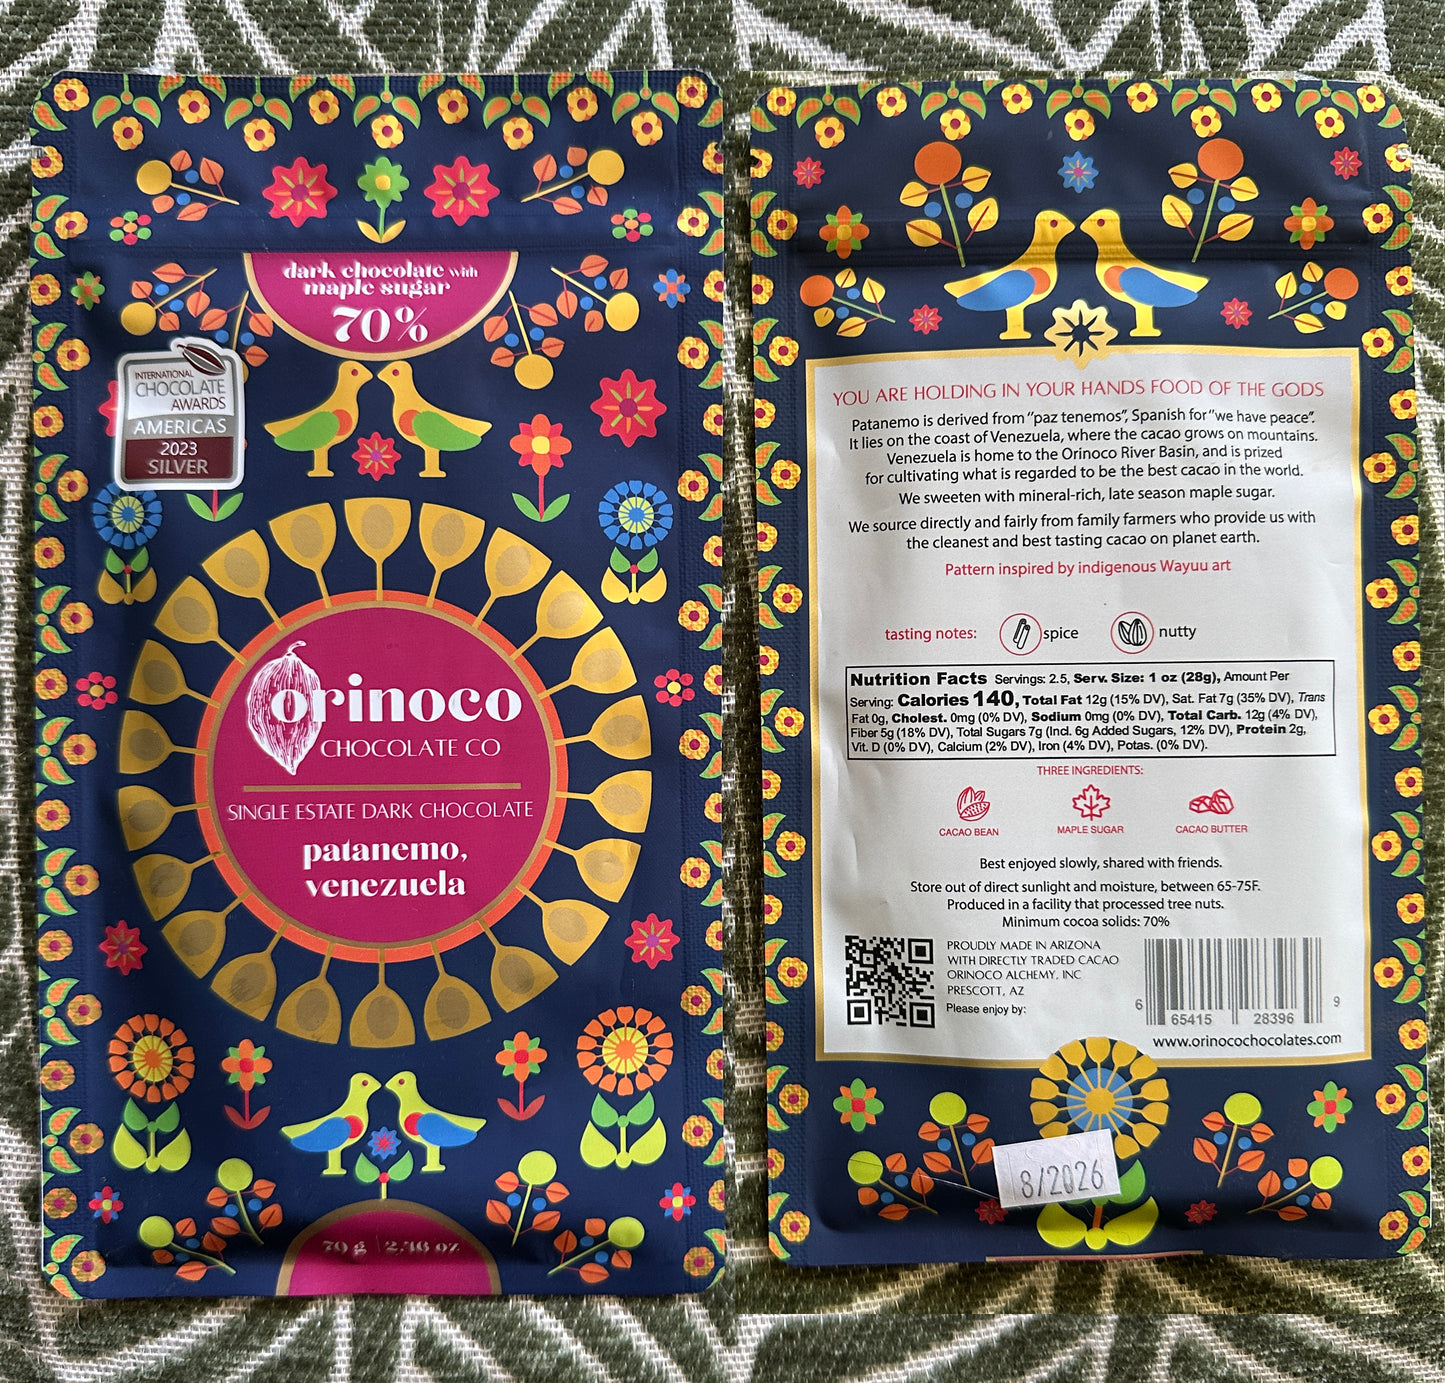 dark chocolate with
maple sugar
70%
INTERNATIONAL
CHOCOLATE
AWARDS
AMERICAS
2023
SILVER
orinoco
CHOCOLATE CO
SINGLE ESTATE DARK CHOCOLATE
patanemo,
venezuela
70 g | 2.46 oz
YOU ARE HOLDING IN YOUR HANDS FOOD OF THE GODS
Patanemo is derived from "paz tenemos", Spanish for "we have peace".
It lies on the coast of Venezuela, where the cacao grows on mountains.
Venezuela is home to the Orinoco River Basin, and is prized
for cultivating what is regarded to be the best cacao in the world.
We sweeten with mineral-rich, late season maple sugar.
We source directly and fairly from family farmers who provide us with
the cleanest and best tasting cacao on planet earth.
Pattern inspired by indigenous Wayuu art
tasting notes: spice nutty
Nutrition Facts Servings: 2.5, Serv. Size: 1 oz (28g), Amount Per
Serving: Calories 140, Total Fat 12g (15% DV), Sat. Fat 7g (35% DV), Trans
Fat 0g, Cholest. 0mg (0% DV), Sodium 0mg (0% DV), Total Carb. 12g (4% DV),
Fiber 5g (18% DV), Total Sugars 7g (Incl. 6g Added Sugars, 12% DV), Protein 2g,
Vit. D (0% DV), Calcium (2% DV), Iron (4% DV), Potas. (0% DV).
THREE INGREDIENTS:
CACAO BEAN MAPLE SUGAR CACAO BUTTER
Best enjoyed slowly, shared with friends.
Store out of direct sunlight and moisture, between 65-75F.
Produced in a facility that processed tree nuts.
Minimum cocoa solids: 70%
PROUDLY MADE IN ARIZONA
WITH DIRECTLY TRADED CACAO
ORINOCO ALCHEMY, INC
PRESCOTT, AZ
Please enjoy by:
6 65415 28396 9
www.orinocochocolates.com
8/2026